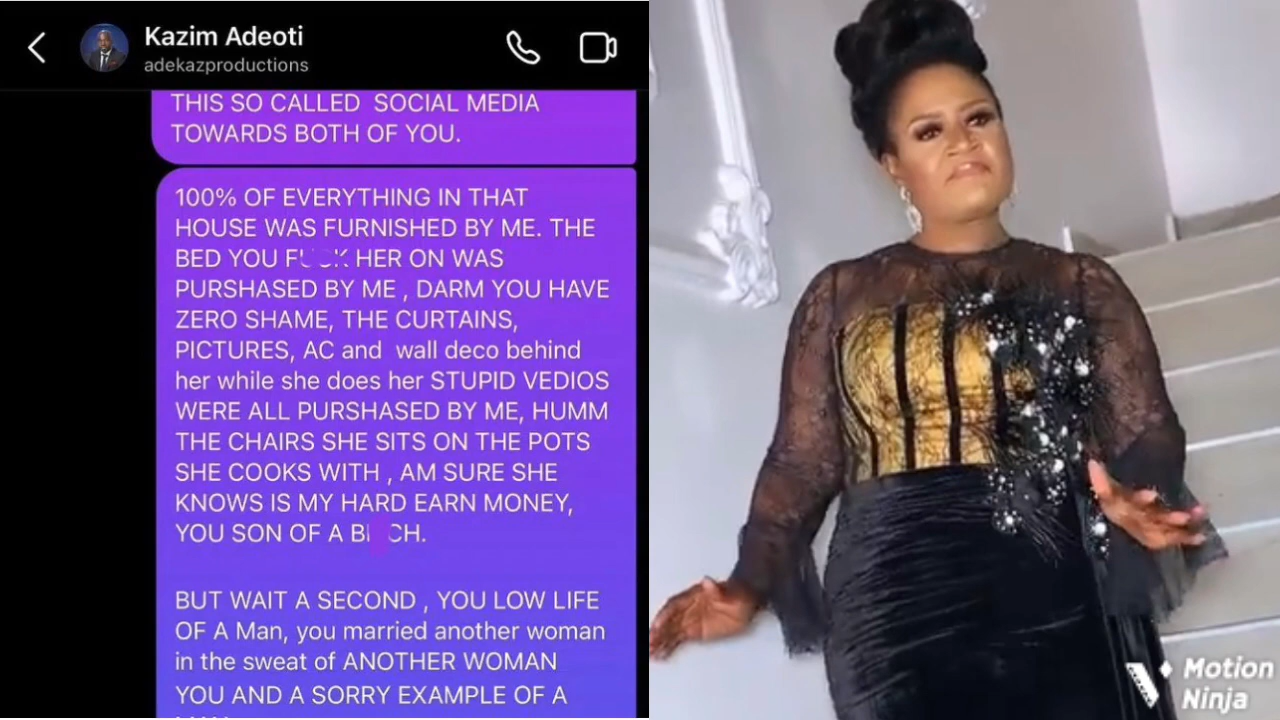 Kazim Adeoti
adekazproductions
THIS SO CALLED SOCIAL MEDIA
TOWARDS BOTH OF YOU.
100% OF EVERYTHING IN THAT
HOUSE WAS FURNISHED BY ME. THE
BED YOU FUCK HER ON WAS
PURSHASED BY ME , DARM YOU HAVE
ZERO SHAME, THE CURTAINS,
PICTURES, AC and wall deco behind
her while she does her STUPID VEDIOS
WERE ALL PURSHASED BY ME, HUMM
THE CHAIRS SHE SITS ON THE POTS
SHE COOKS WITH , AM SURE SHE
KNOWS IS MY HARD EARN MONEY,
YOU SON OF A BI CH.
BUT WAIT A SECOND , YOU LOW LIFE
OF A Man, you married another woman
in the sweat of ANOTHER WOMAN
YOU AND A SORRY EXAMPLE OF A
Motion
Ninja